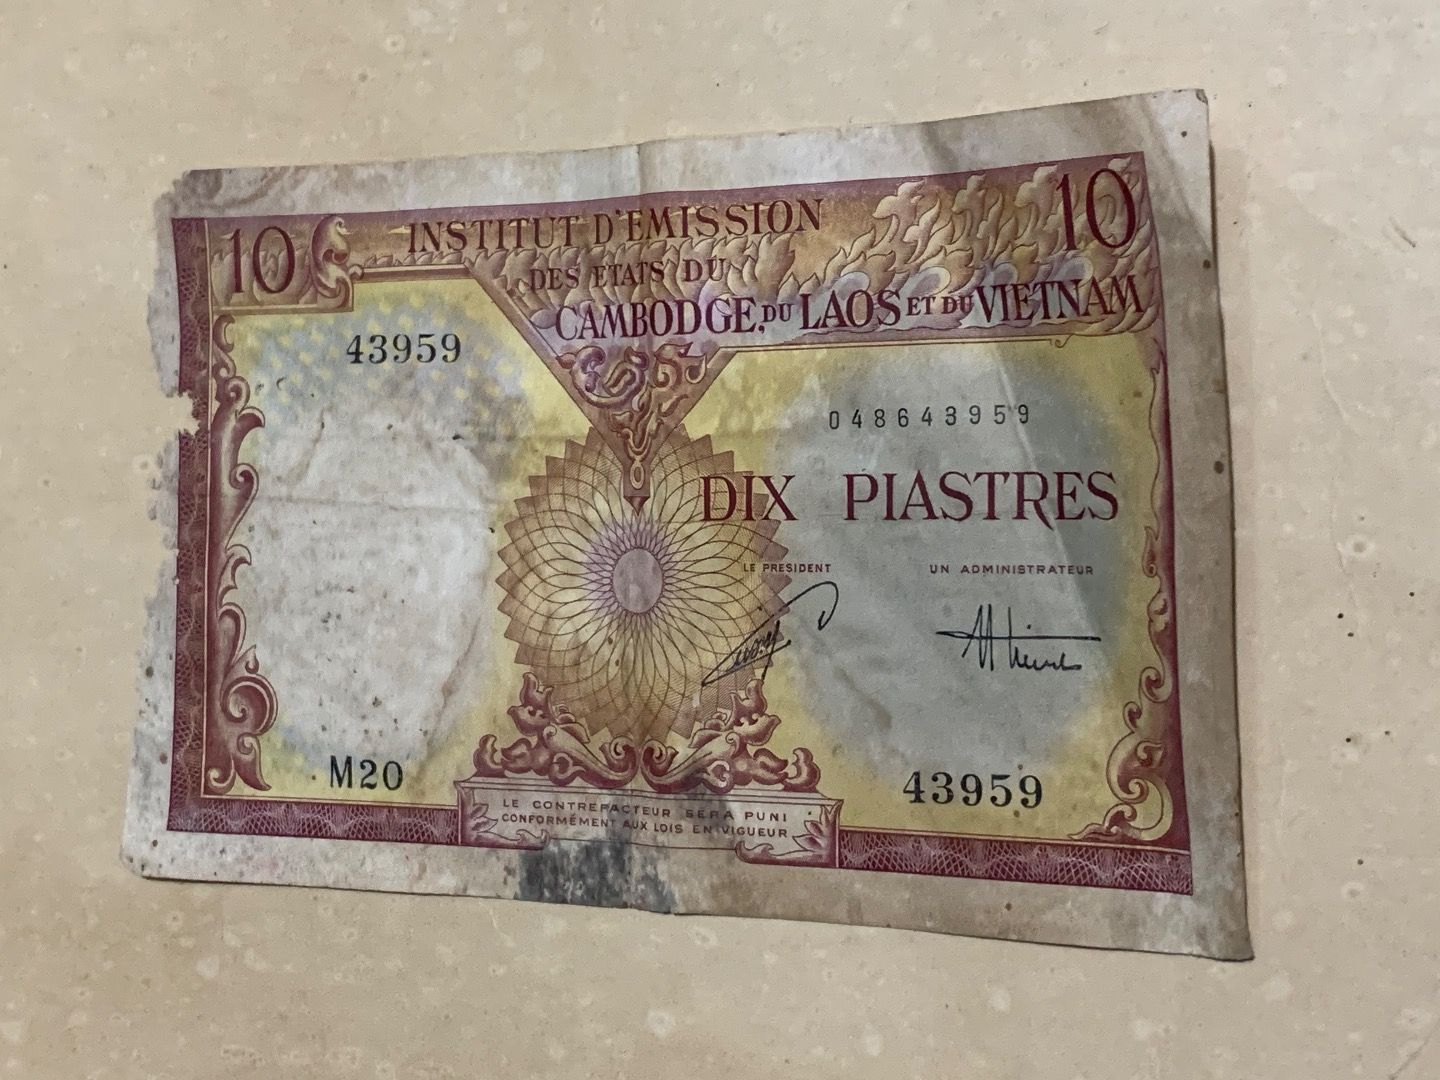 10
INSTITUT D'EMISSION
10
DES ETATS DU
CAMBODGE, DU LAOS ET DU VIETNAM
43959
048643959
DIX PIASTRES
LE PRESIDENT
UN ADMINISTRATEUR
M20
43959
LE CONTREFACTEUR SERA PUNI
CONFORMÉMENT AUX LOIS EN VIGUEUR